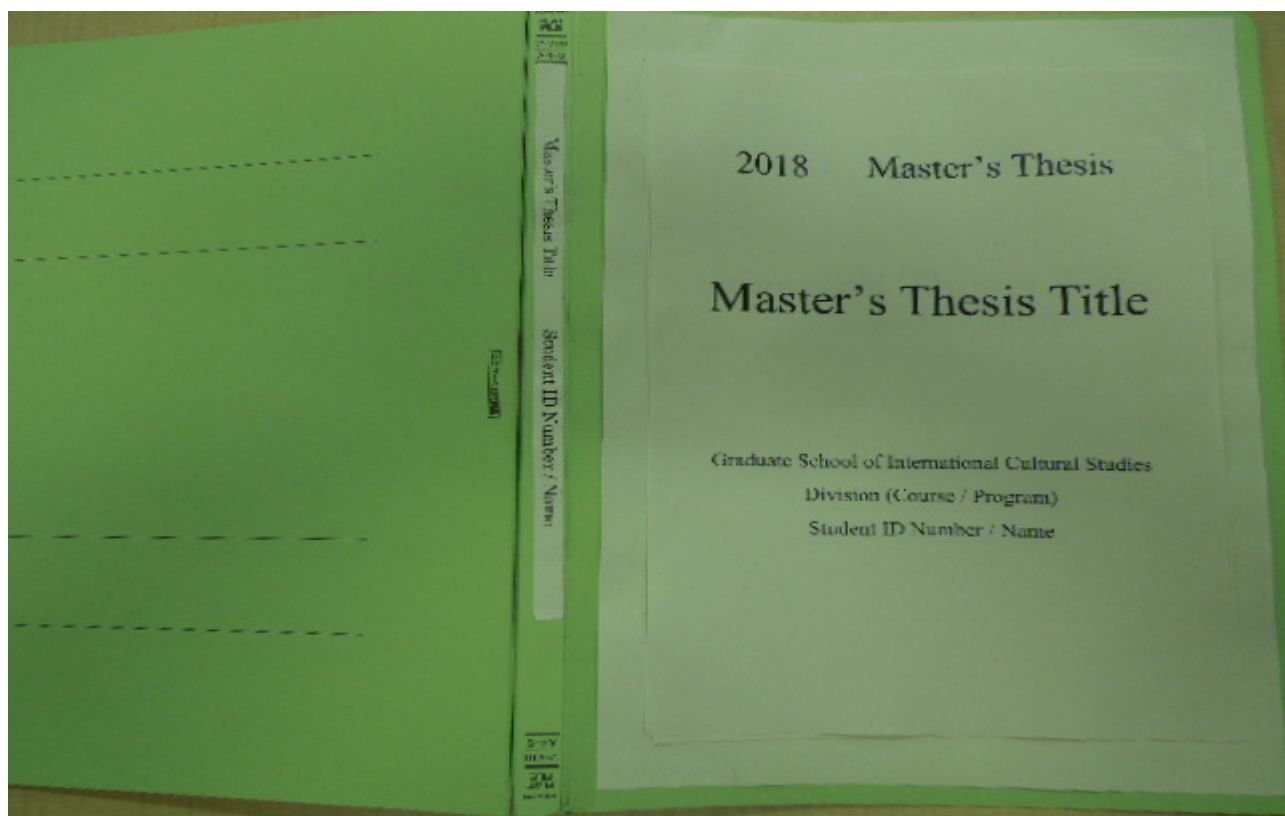 Master's Thesis Title Student ID Number / Name
2018 Master's Thesis
Master's Thesis Title
Graduate School of International Cultural Studies
Division (Course / Program)
Student ID Number / Name